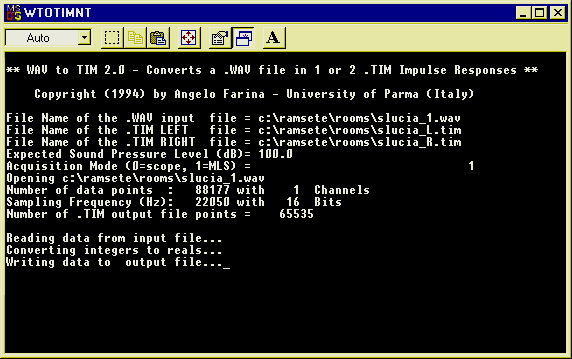 WTOTIMNT
Auto
A
** WAV to TIM 2.0 - Converts a .WAV file in 1 or 2 .TIM Impulse Responses **
Copyright (1994) by Angelo Farina - University of Parma (Italy)
File Name of the .WAV input  file = c:\ramsete\rooms\slucia_1.wav
File Name of the .TIM LEFT   file = c:\ramsete\rooms\slucia_L.tim
File Name of the .TIM RIGHT  file = c:\ramsete\rooms\slucia_R.tim
Expected Sound Pressure Level (dB)= 100.0
Acquisition Mode (0=scope, 1=MLS) = 1
Opening c:\ramsete\rooms\slucia_1.wav
Number of data points  :   88177 with    1  Channels
Sampling Frequency (Hz):   22050 with   16  Bits
Number of .TIM output file points =    65535
Reading data from input file...
Converting integers to reals...
Writing data to  output file..._